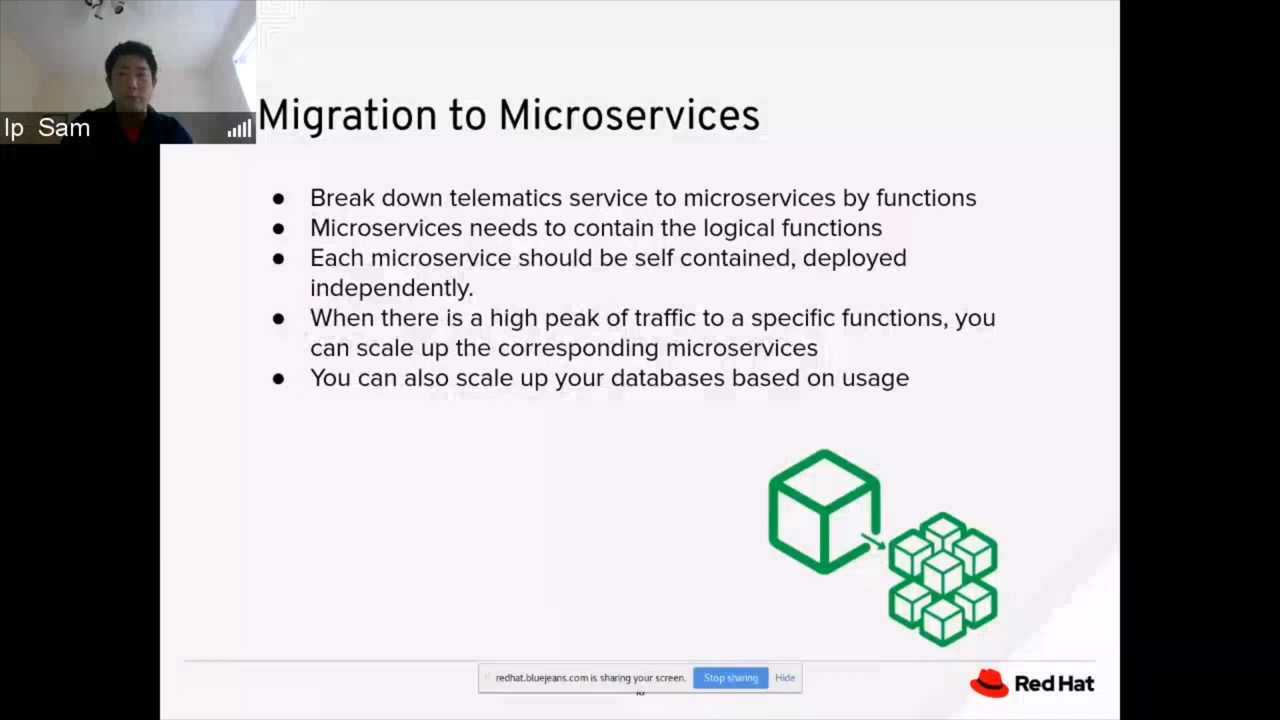 Ip Sam
Migration to Microservices
● Break down telematics service to microservices by functions
● Microservices needs to contain the logical functions
● Each microservice should be self contained, deployed
independently.
● When there is a high peak of traffic to a specific functions, you
can scale up the corresponding microservices
● You can also scale up your databases based on usage
redhat.bluejeans.com is sharing your screen. Stop sharing Hide
Red Hat